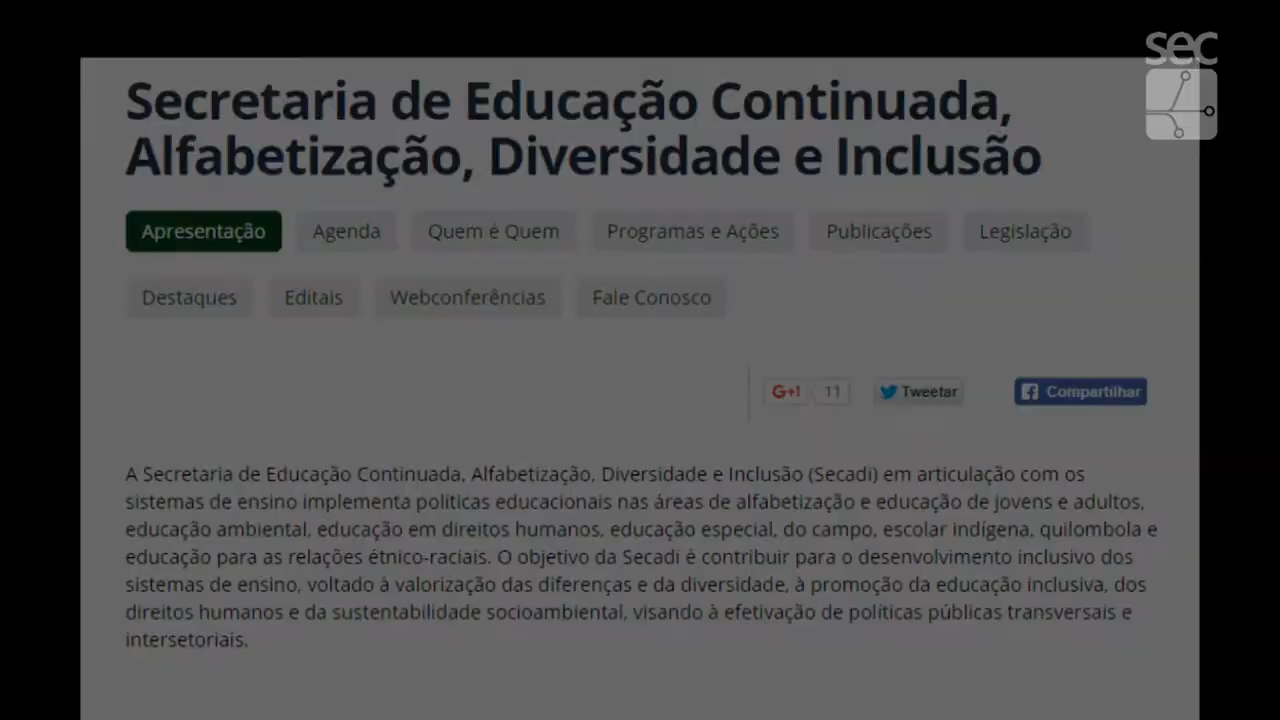 sec
Secretaria de Educação Continuada,
Alfabetização, Diversidade e Inclusão
Apresentação Agenda Quem é Quem Programas e Ações Publicações Legislação
Destaques Editais Webconferências Fale Conosco
G+1 11 Tweetar Compartilhar
A Secretaria de Educação Continuada, Alfabetização, Diversidade e Inclusão (Secadi) em articulação com os
sistemas de ensino implementa políticas educacionais nas áreas de alfabetização e educação de jovens e adultos,
educação ambiental, educação em direitos humanos, educação especial, do campo, escolar indígena, quilombola e
educação para as relações étnico-raciais. O objetivo da Secadi é contribuir para o desenvolvimento inclusivo dos
sistemas de ensino, voltado à valorização das diferenças e da diversidade, à promoção da educação inclusiva, dos
direitos humanos e da sustentabilidade socioambiental, visando à efetivação de políticas públicas transversais e
intersetoriais.